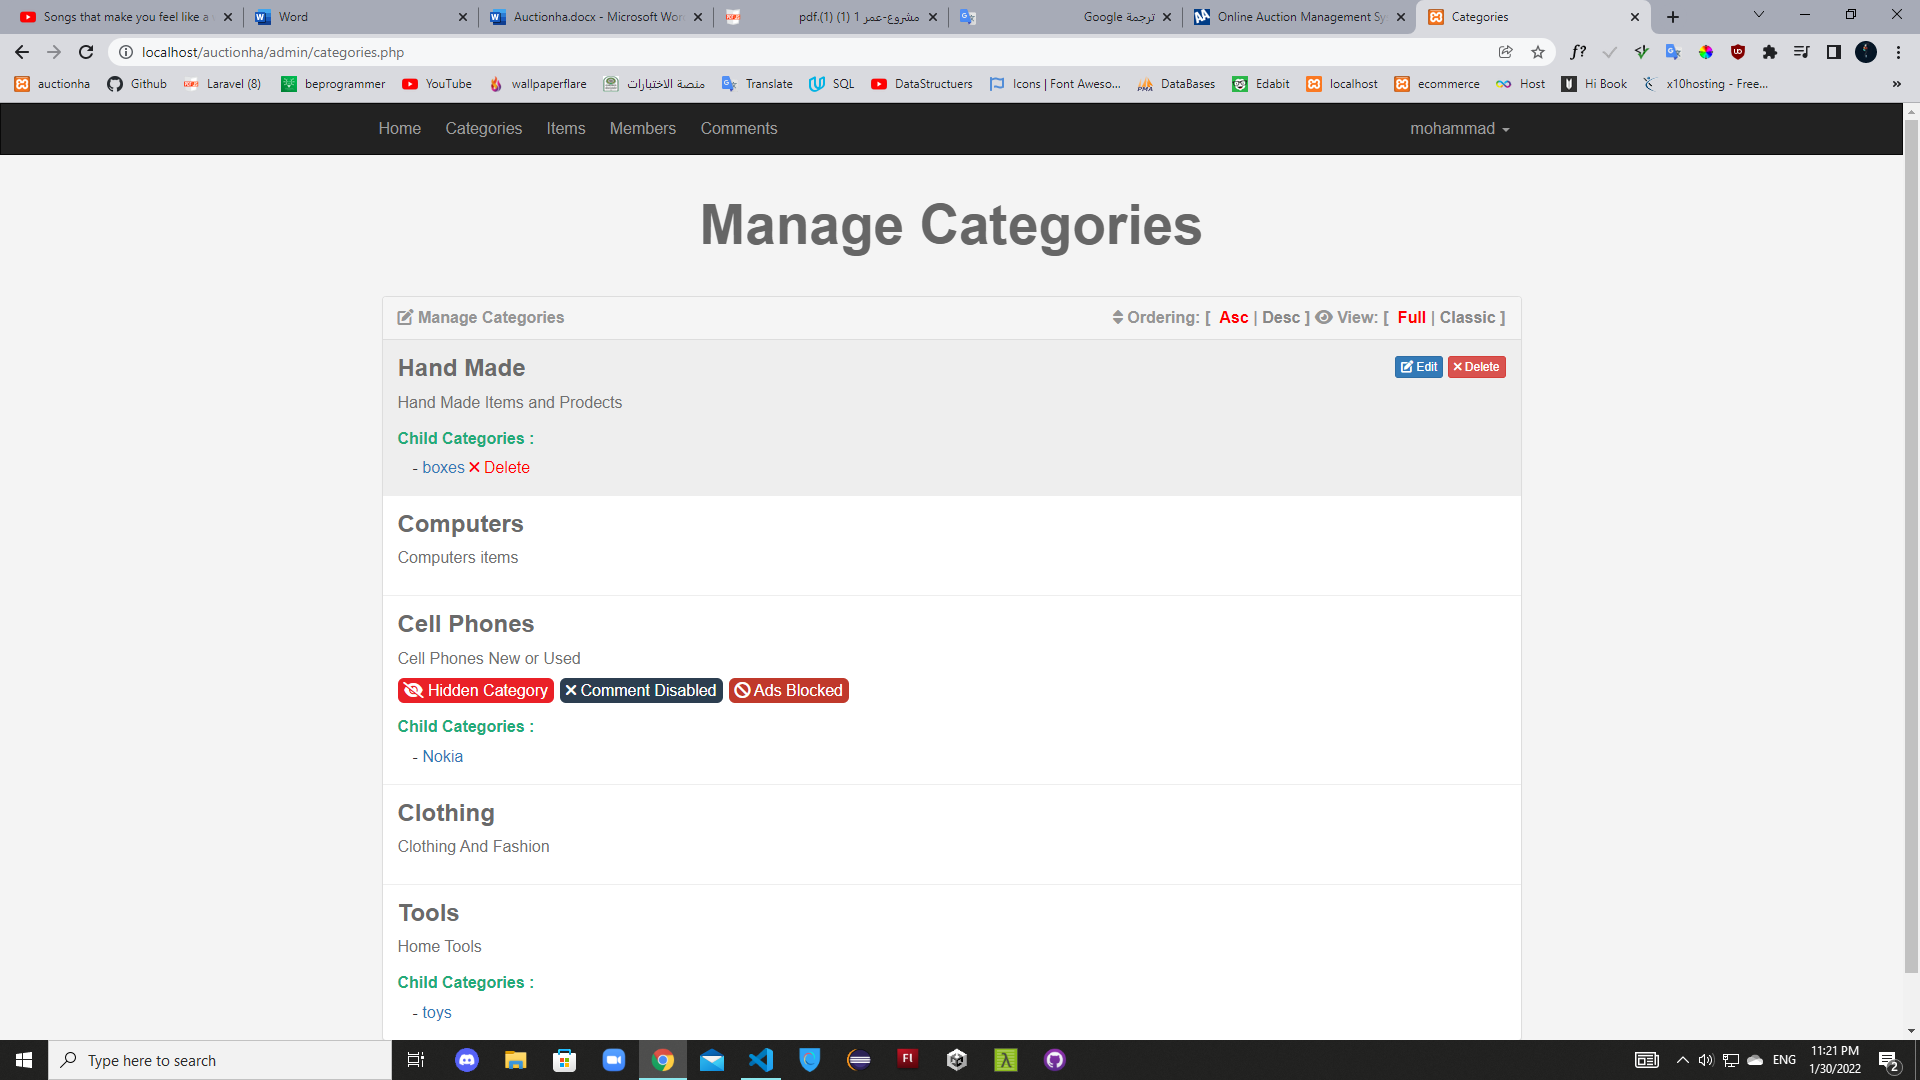 Songs that make you feel like a
Word
Auctionha.docx - Microsoft Wor
مشروع-عمر 1 (1) (1).pdf
ترجمة Google
Online Auction Management Sy
Categories
localhost/auctionha/admin/categories.php
auctionha
Github
Laravel (8)
beprogrammer
YouTube
wallpaperflare
منصة الاختبارات
Translate
SQL
DataStructuers
Icons | Font Aweso...
DataBases
Edabit
localhost
ecommerce
Host
Hi Book
x10hosting - Free...
»
Home Categories Items Members Comments mohammad
Manage Categories
Manage Categories
Ordering: [ Asc | Desc ] View: [ Full | Classic ]
Hand Made
Edit Delete
Hand Made Items and Prodects
Child Categories :
- boxes Delete
Computers
Computers items
Cell Phones
Cell Phones New or Used
Hidden Category Comment Disabled Ads Blocked
Child Categories :
- Nokia
Clothing
Clothing And Fashion
Tools
Home Tools
Child Categories :
- toys
Type here to search
Fl
ENG
11:21 PM
1/30/2022
2